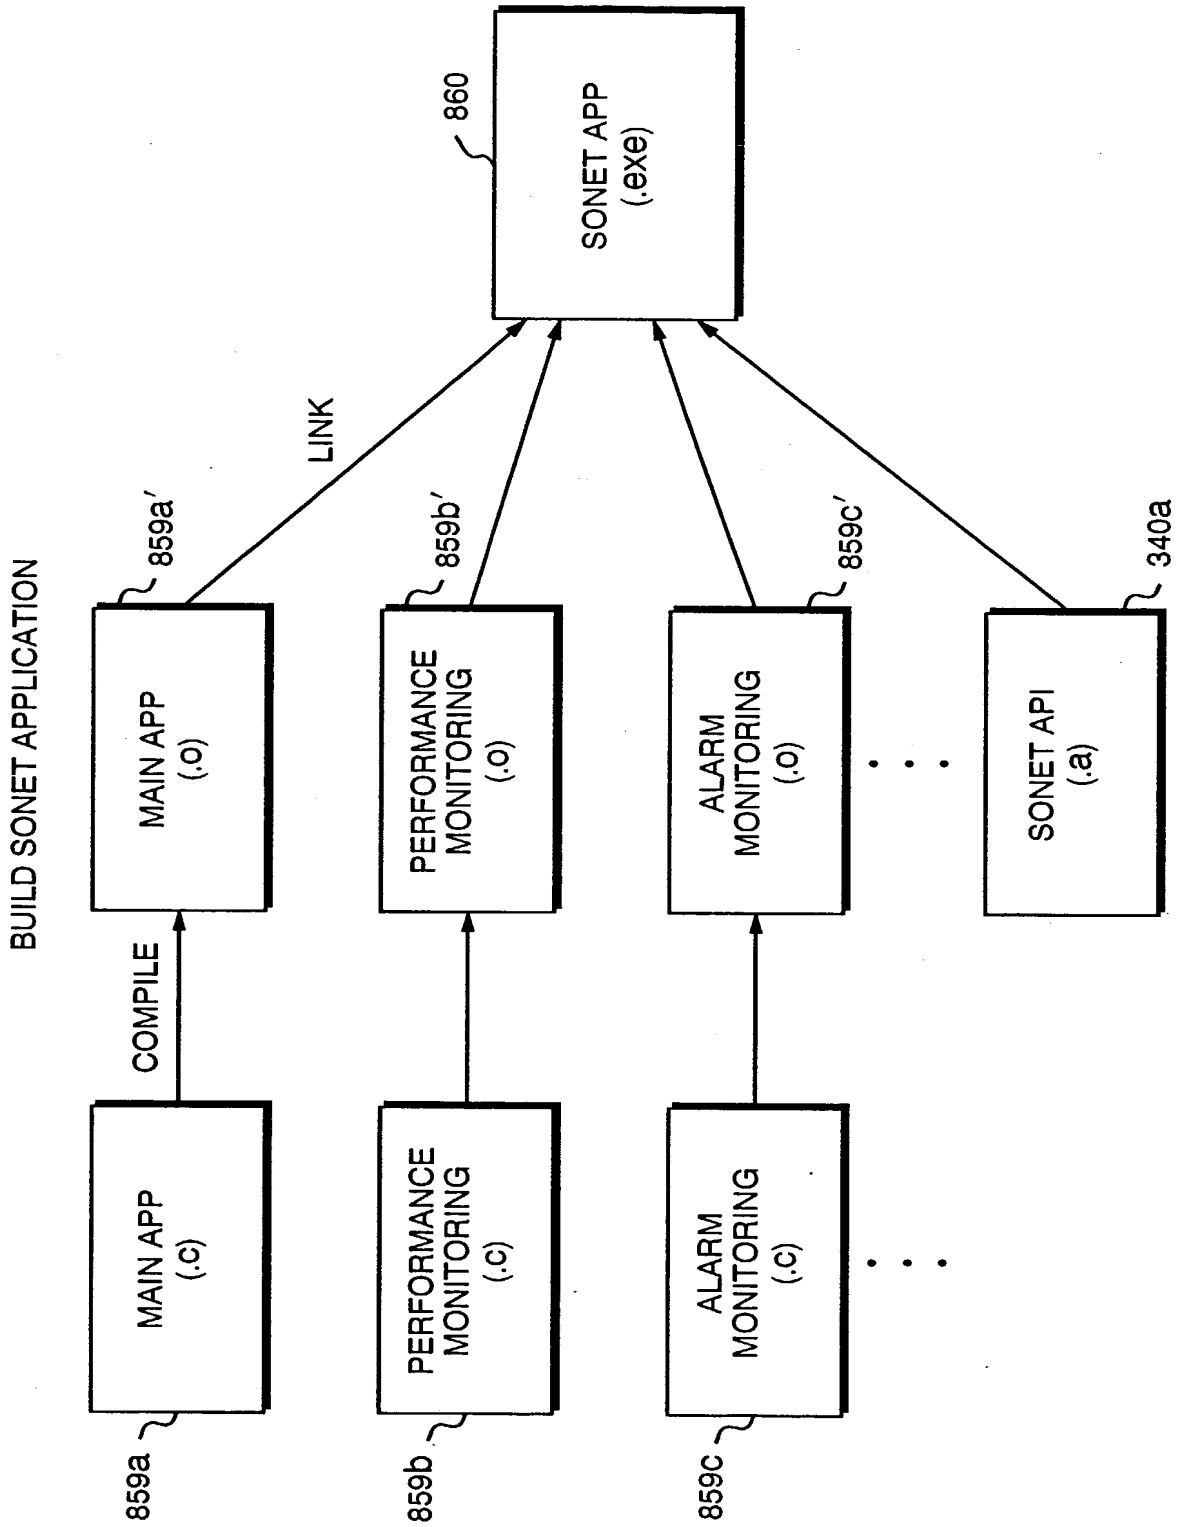 BUILD SONET APPLICATION
859a
MAIN APP
(.c)
COMPILE
859a'
MAIN APP
(.o)
LINK
859b
PERFORMANCE
MONITORING
(.c)
859b'
PERFORMANCE
MONITORING
(.o)
860
SONET APP
(.exe)
859c
ALARM
MONITORING
(.c)
859c'
ALARM
MONITORING
(.o)
SONET API
(.a)
340a